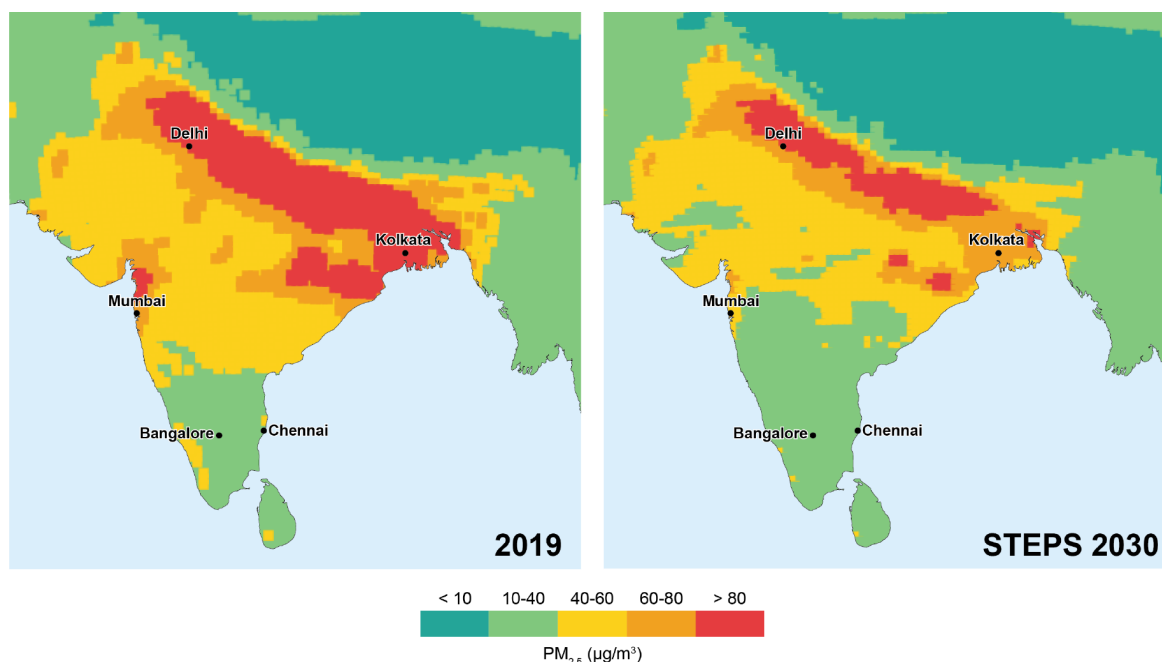 Delhi
Kolkata
Mumbai
Bangalore
Chennai
2019
Delhi
Kolkata
Mumbai
Bangalore
Chennai
STEPS 2030
< 10 10-40 40-60 60-80 > 80
PM2.5 (µg/m³)